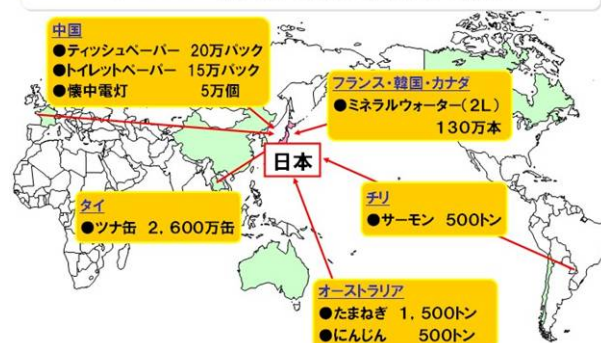 中国
●ティッシュペーパー 20万パック
●トイレットペーパー 15万パック
●懐中電灯 5万個
フランス・韓国・カナダ
●ミネラルウォーター(2L)
130万本
日本
タイ
●ツナ缶 2,600万缶
チリ
●サーモン 500トン
オーストラリア
●たまねぎ 1,500トン
●にんじん 500トン